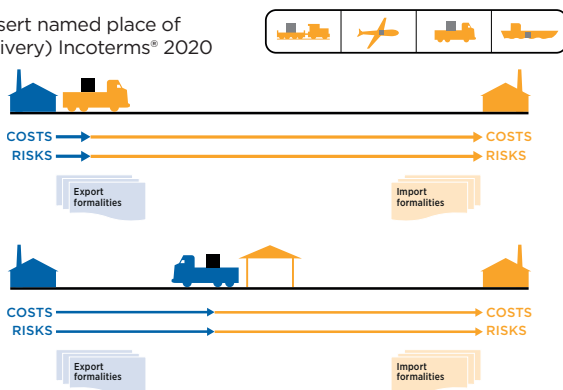 sert named place of
ivery) Incoterms® 2020
COSTS COSTS
RISKS RISKS
Export
formalities
Import
formalities
COSTS COSTS
RISKS RISKS
Export
formalities
Import
formalities